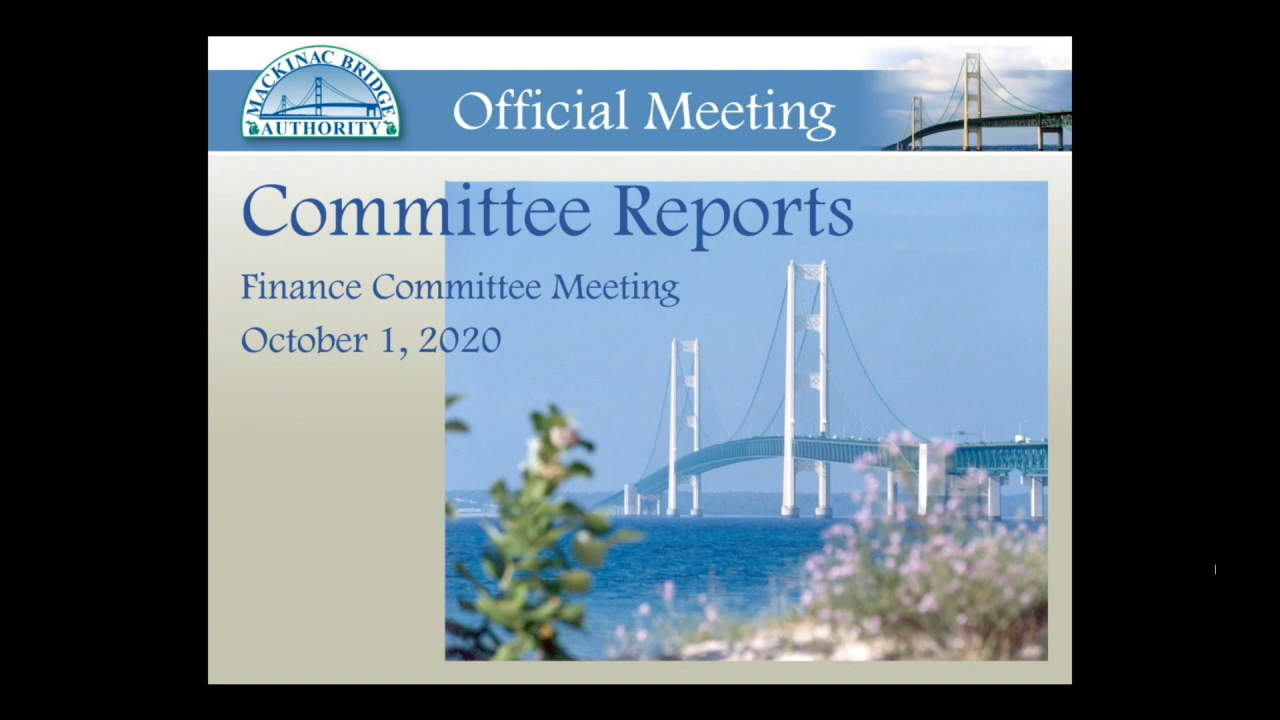 MACKINAC BRIDGE
AUTHORITY
Official Meeting
Committee Reports
Finance Committee Meeting
October 1, 2020